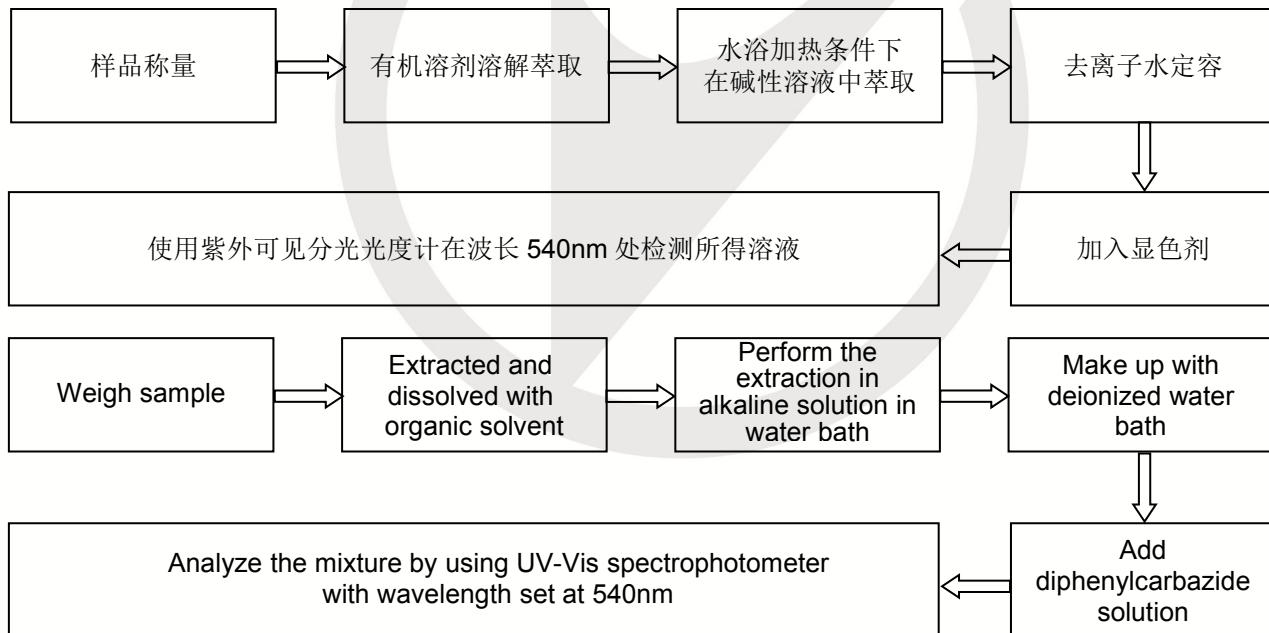 样品称量
有机溶剂溶解萃取
水浴加热条件下
在碱性溶液中萃取
去离子水定容
加入显色剂
使用紫外可见分光光度计在波长 540nm 处检测所得溶液
Weigh sample
Extracted and
dissolved with
organic solvent
Perform the
extraction in
alkaline solution in
water bath
Make up with
deionized water
bath
Add
diphenylcarbazide
solution
Analyze the mixture by using UV-Vis spectrophotometer
with wavelength set at 540nm